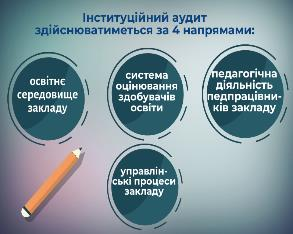 Інституційний аудит
здійснюватиметься за 4 напрямами:
освітнє
середовище
закладу
система
оцінювання
здобувачів
освіти
педагогічна
діяльність
педпрацівни-
ків закладу
управлін-
ські процеси
закладу